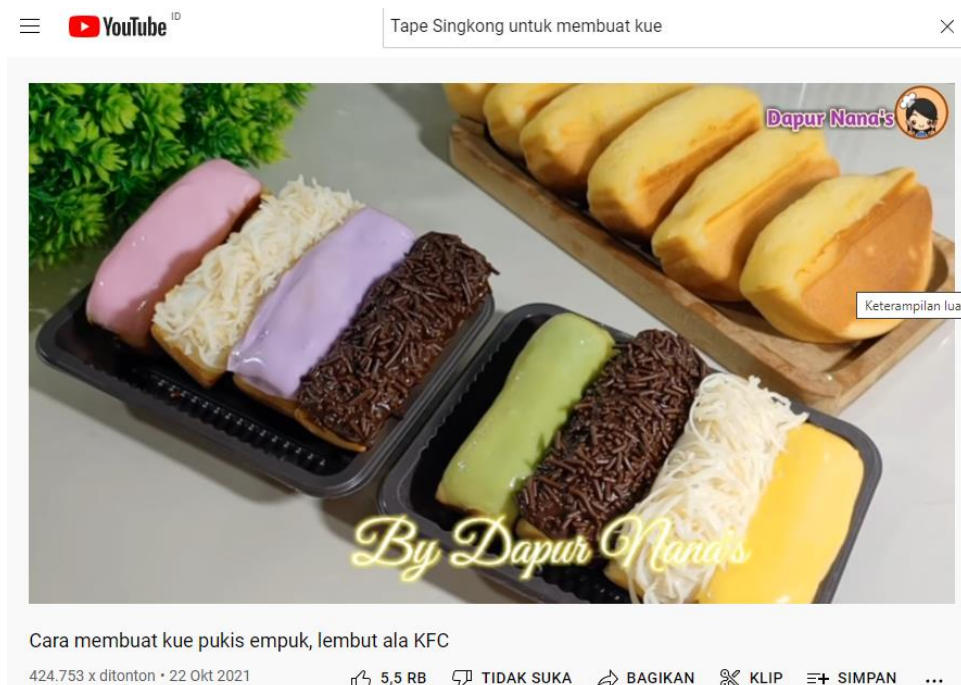 YouTube ID
Tape Singkong untuk membuat kue
Dapur Nana's
Keterampilan lua
By Dapur Nana's
Cara membuat kue pukis empuk, lembut ala KFC
424.753 x ditonton • 22 Okt 2021 5,5 RB TIDAK SUKA BAGIKAN KLIP SIMPAN ...